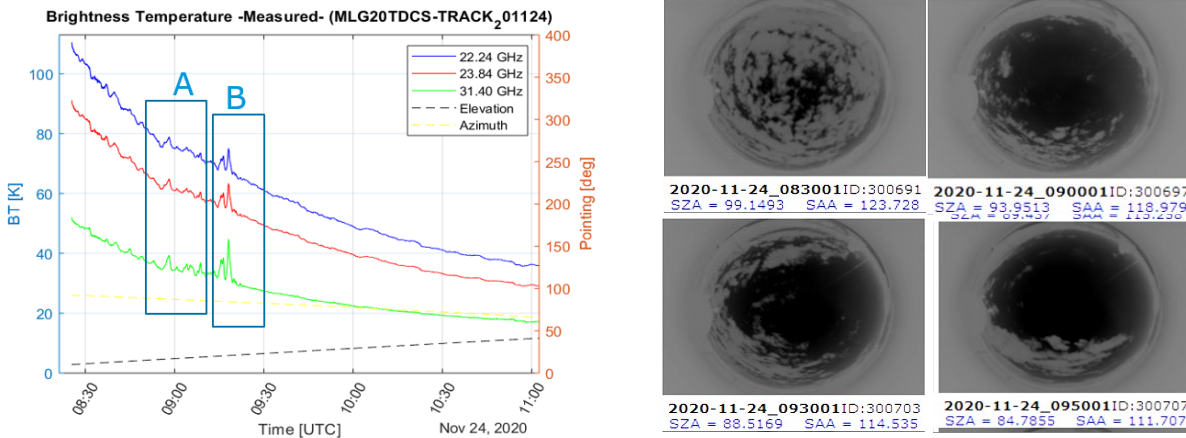 Brightness Temperature -Measured- (MLG20TDCS-TRACK₂01124)
A
B
22.24 GHz
23.84 GHz
31.40 GHz
Elevation
Azimuth
BT [K]
100
80
60
40
20
0
Pointing [deg]
400
350
300
250
200
150
100
50
0
08:30
09:00
09:30
10:00
10:30
11:00
Time [UTC]
Nov 24, 2020
2020-11-24_083001ID:300691
SZA = 99.1493 SAA = 123.728
2020-11-24_090001ID:300697
SZA = 93.9513 SAA = 118.979
2020-11-24_093001ID:300703
SZA = 88.5169 SAA = 114.535
2020-11-24_095001ID:300707
SZA = 84.7855 SAA = 111.707